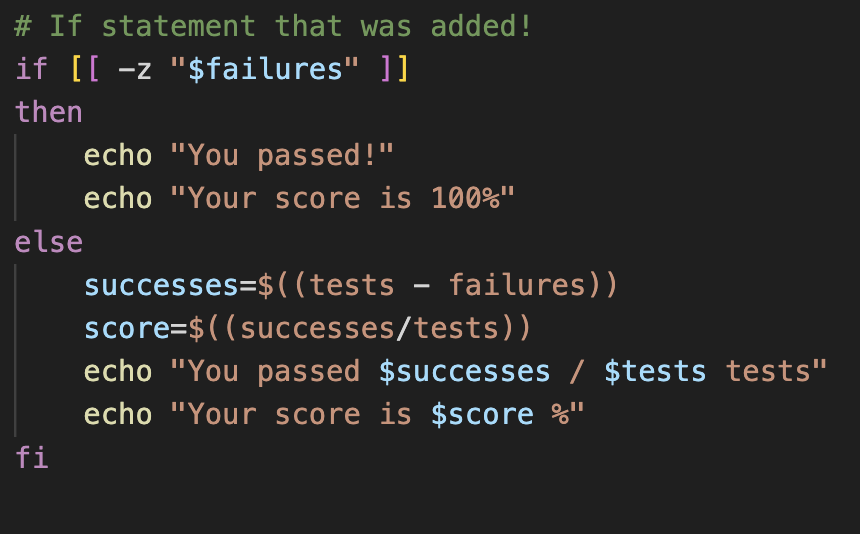 # If statement that was added!
if [[ -z "$failures" ]]
then
    echo "You passed!"
    echo "Your score is 100%"
else
    successes=$((tests - failures))
    score=$((successes/tests))
    echo "You passed $successes / $tests tests"
    echo "Your score is $score %"
fi